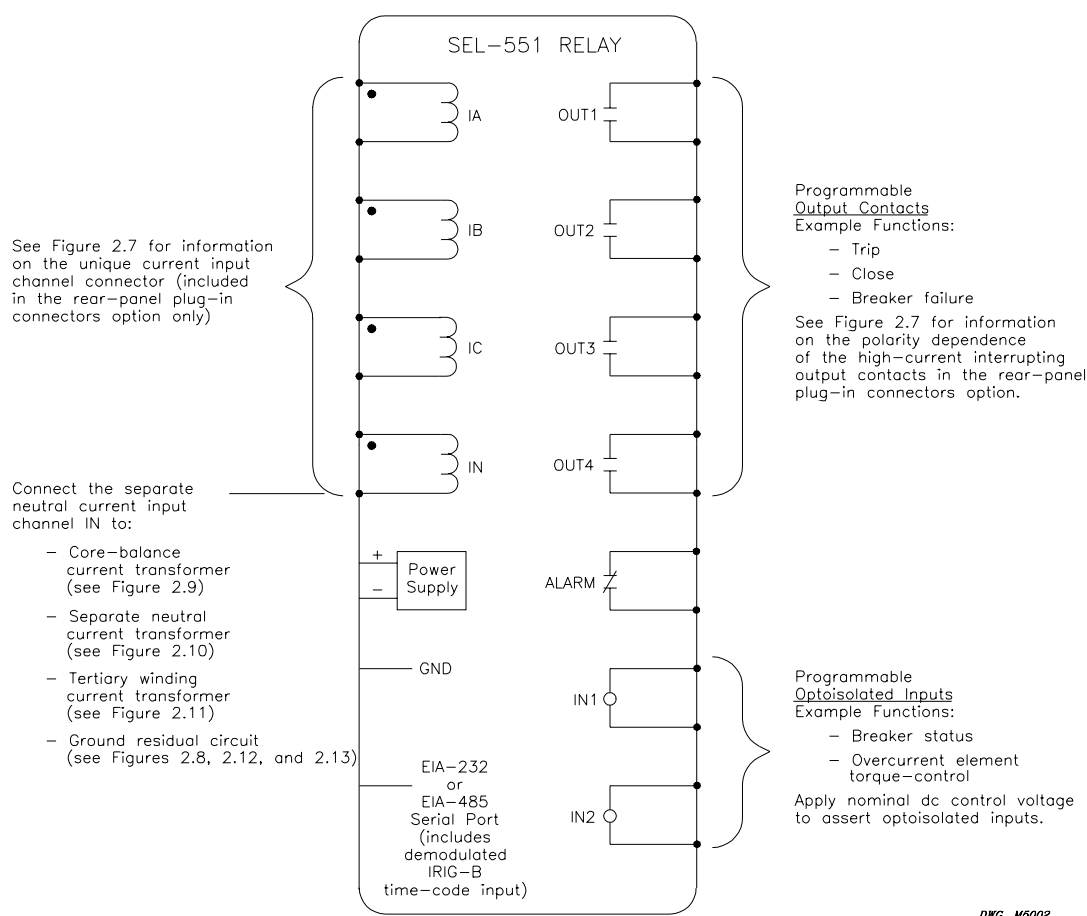 SEL-551 RELAY
IA
IB
IC
IN
OUT1
OUT2
OUT3
OUT4
ALARM
IN1
IN2
+
-
Power
Supply
GND
EIA-232
or
EIA-485
Serial Port
(includes
demodulated
IRIG-B
time-code input)
See Figure 2.7 for information
on the unique current input
channel connector (included
in the rear-panel plug-in
connectors option only)
Connect the separate
neutral current input
channel IN to:
- Core-balance
current transformer
(see Figure 2.9)
- Separate neutral
current transformer
(see Figure 2.10)
- Tertiary winding
current transformer
(see Figure 2.11)
- Ground residual circuit
(see Figures 2.8, 2.12, and 2.13)
Programmable
Output Contacts
Example Functions:
- Trip
- Close
- Breaker failure
See Figure 2.7 for information
on the polarity dependence
of the high-current interrupting
output contacts in the rear-panel
plug-in connectors option.
Programmable
Optoisolated Inputs
Example Functions:
- Breaker status
- Overcurrent element
torque-control
Apply nominal dc control voltage
to assert optoisolated inputs.
DWG. M5002